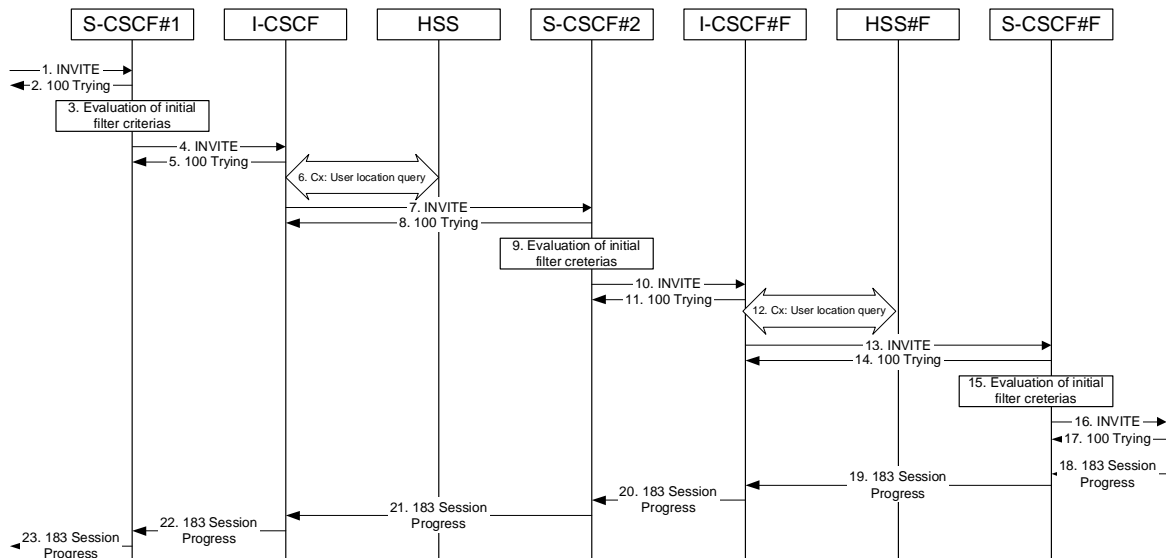 S-CSCF#1
I-CSCF
HSS
S-CSCF#2
I-CSCF#F
HSS#F
S-CSCF#F
1. INVITE
2. 100 Trying
3. Evaluation of initial
filter criterias
4. INVITE
5. 100 Trying
6. Cx: User location query
7. INVITE
8. 100 Trying
9. Evaluation of initial
filter creterias
10. INVITE
11. 100 Trying
12. Cx: User location query
13. INVITE
14. 100 Trying
15. Evaluation of initial
filter creterias
16. INVITE
17. 100 Trying
18. 183 Session
Progress
19. 183 Session
Progress
20. 183 Session
Progress
21. 183 Session
Progress
22. 183 Session
Progress
23. 183 Session
Progress